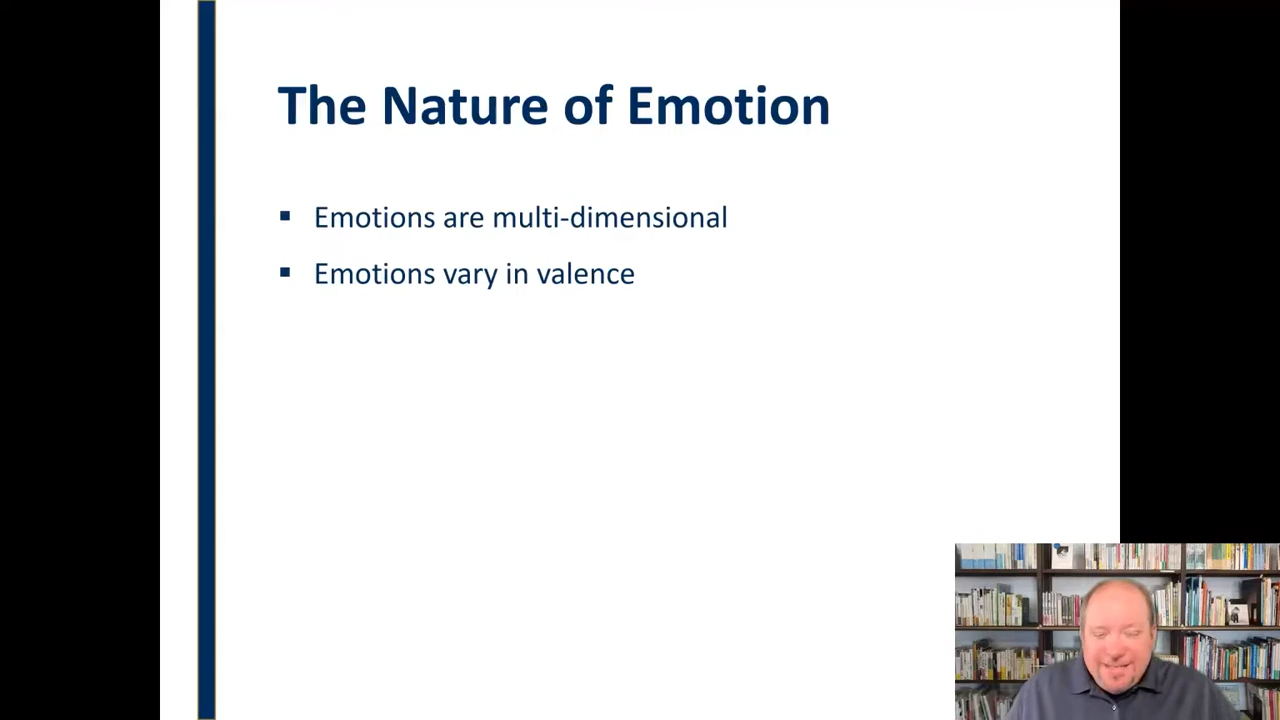 The Nature of Emotion
▪ Emotions are multi-dimensional
▪ Emotions vary in valence